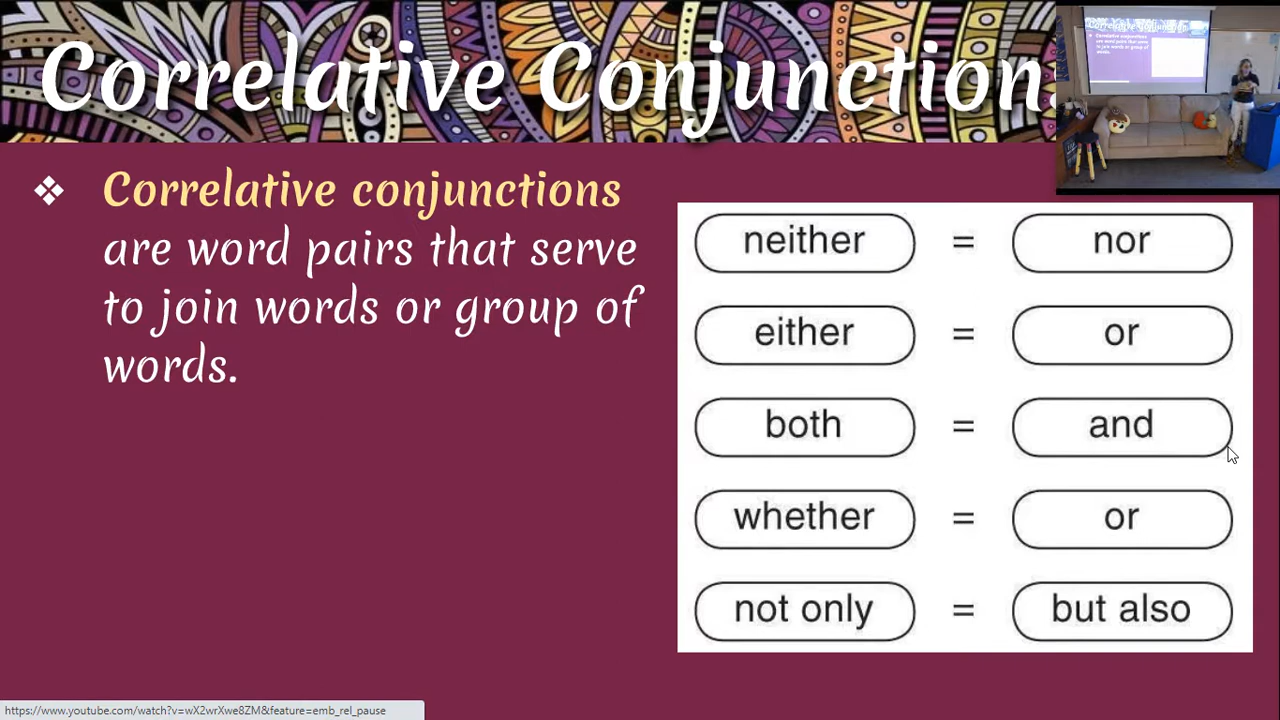 Correlative Conjunction
❖ Correlative conjunctions
are word pairs that serve
to join words or group of
words.
neither = nor
either = or
both = and
whether = or
not only = but also
https://www.youtube.com/watch?v=wX2wrXwe8ZM&feature=emb_rel_pause